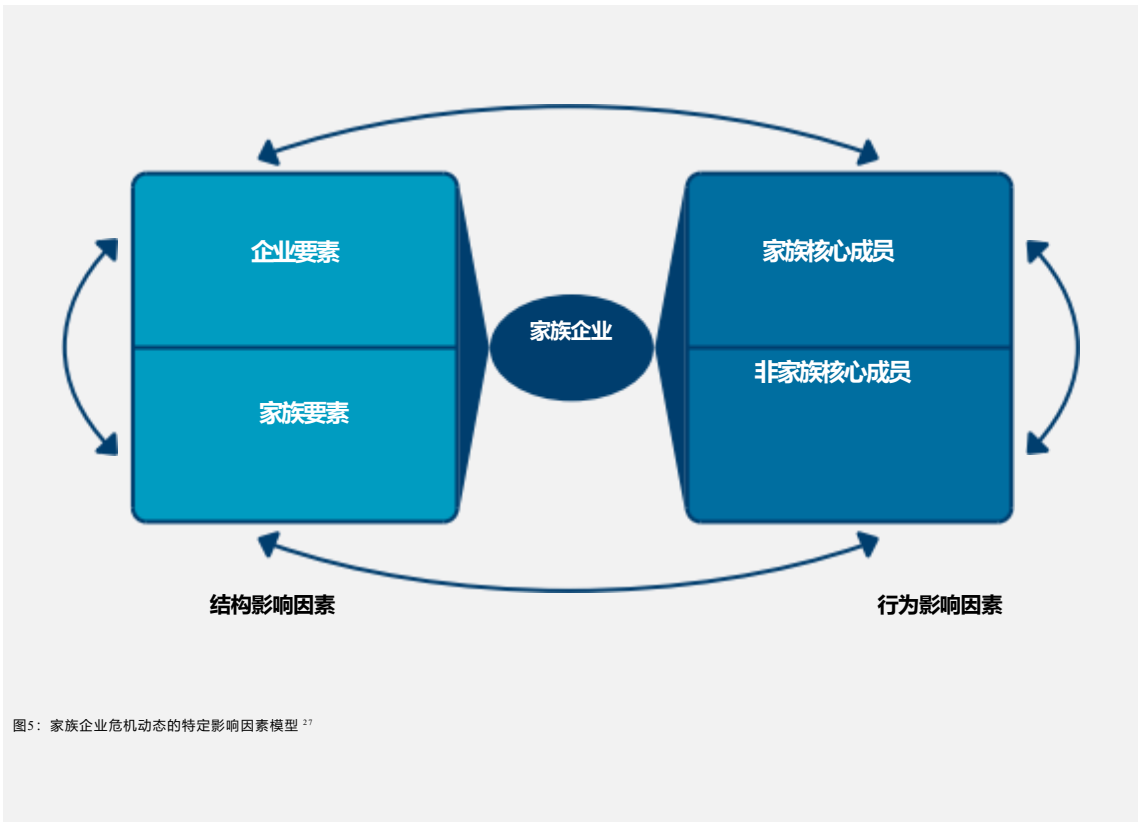 企业要素
家族核心成员
家族企业
非家族核心成员
家族要素
结构影响因素
行为影响因素
图5：家族企业危机动态的特定影响因素模型 27